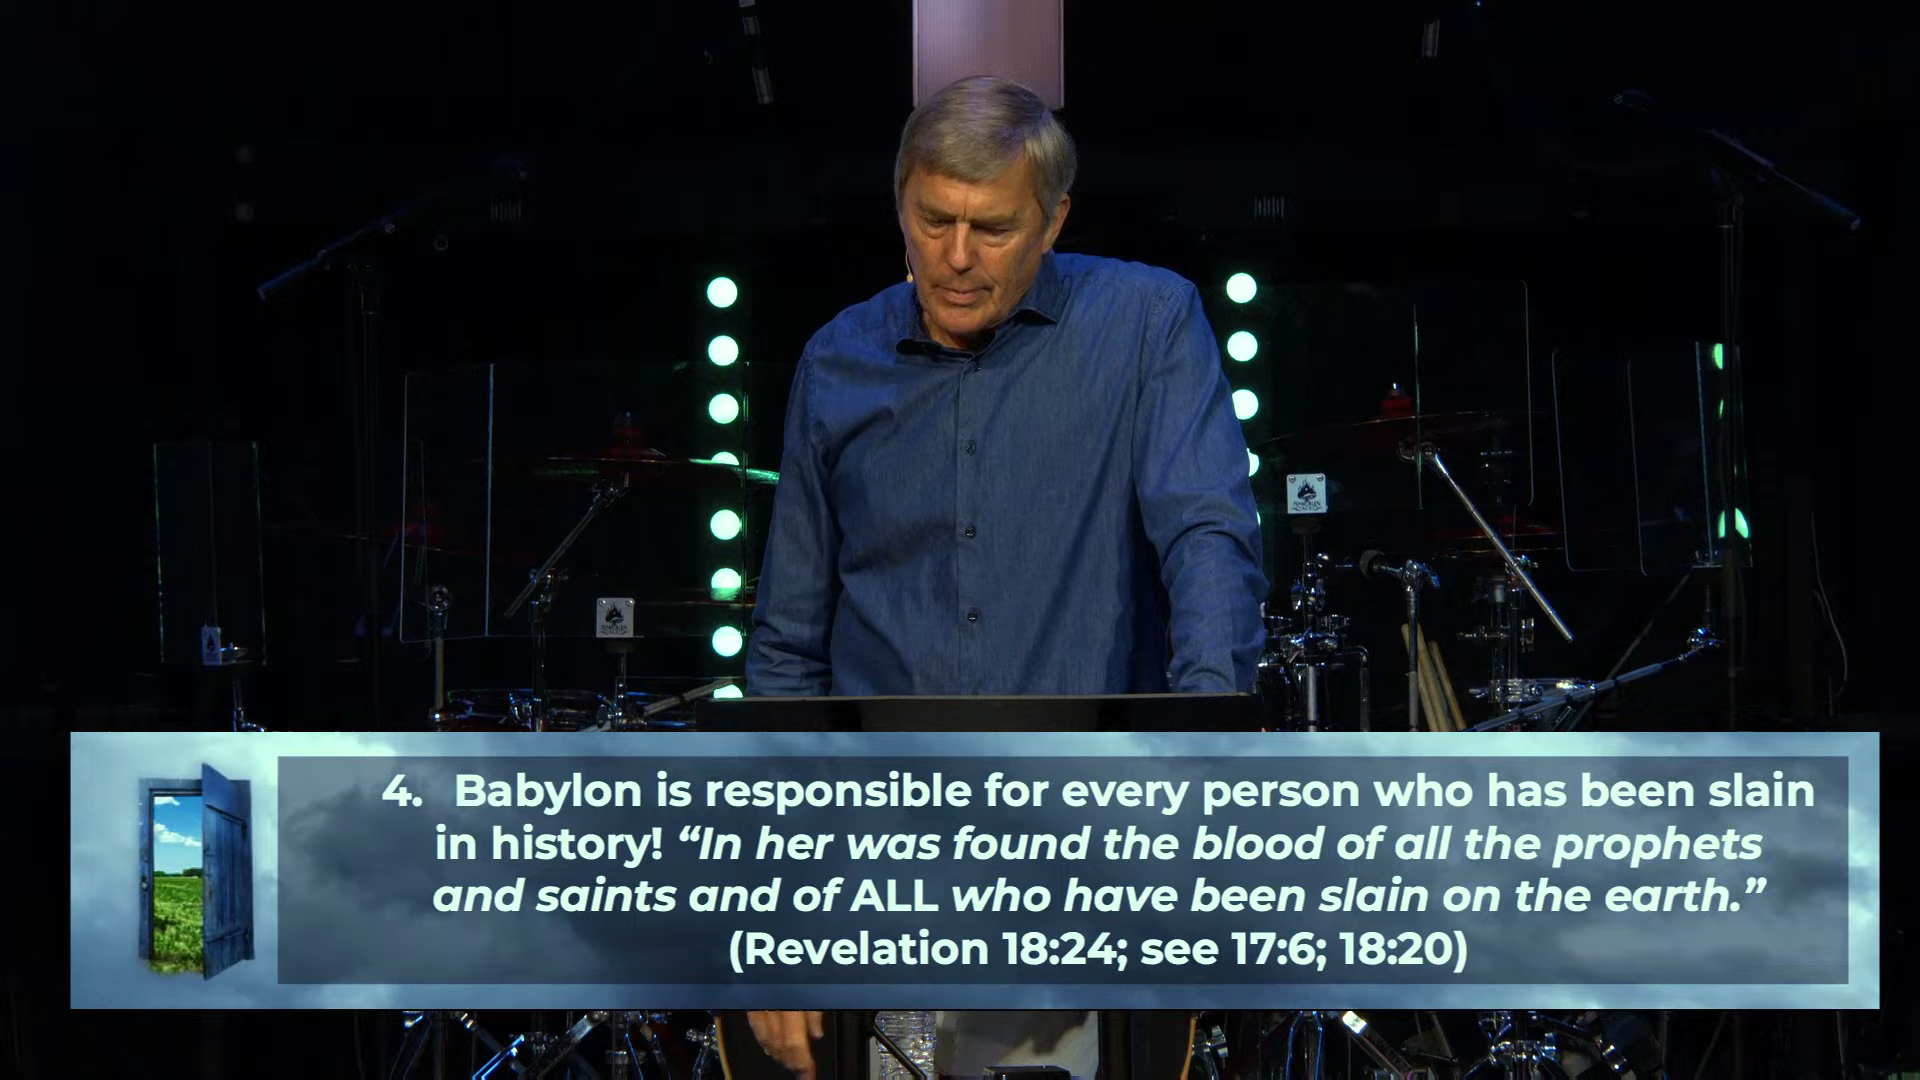 4. Babylon is responsible for every person who has been slain
in history! “In her was found the blood of all the prophets
and saints and of ALL who have been slain on the earth.”
(Revelation 18:24; see 17:6; 18:20)